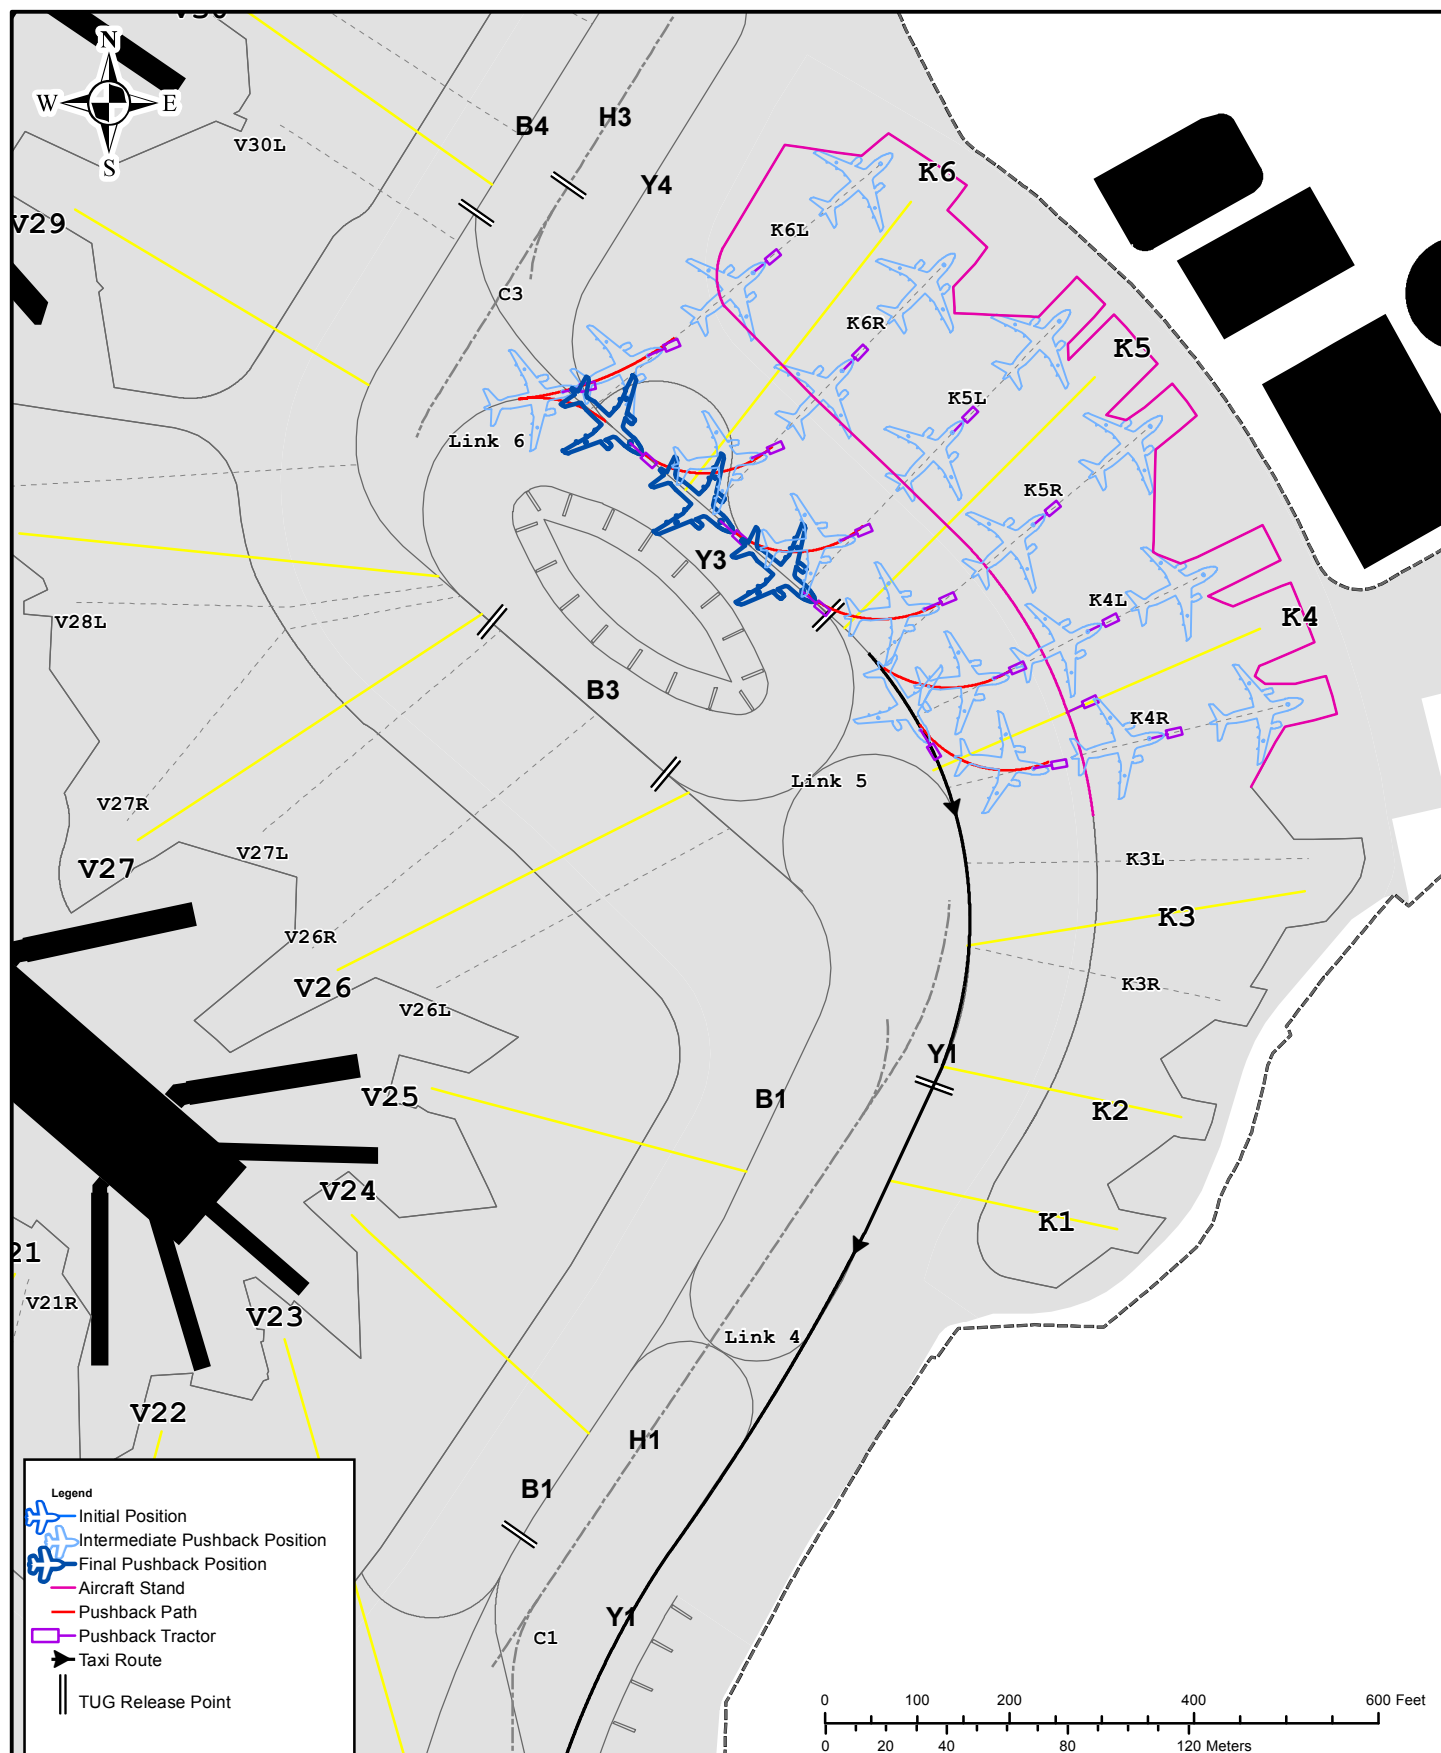 V30
N
W E
S
V29
V30L
B4
H3
Y4
K6
K6L
C3
K6R
K5
K5L
Link 6
K5R
Y3
K4L
K4
V28L
B3
K4R
Link 5
V27R
V27L
V27
K3L
K3
V26R
V26
K3R
V26L
Y1
V25
B1
K2
V24
K1
21
V21R
V23
Link 4
V22
H1
B1
Y1
C1
Legend
Initial Position
Intermediate Pushback Position
Final Pushback Position
Aircraft Stand
Pushback Path
Pushback Tractor
Taxi Route
TUG Release Point
0 100 200 400 600 Feet
0 20 40 80 120 Meters